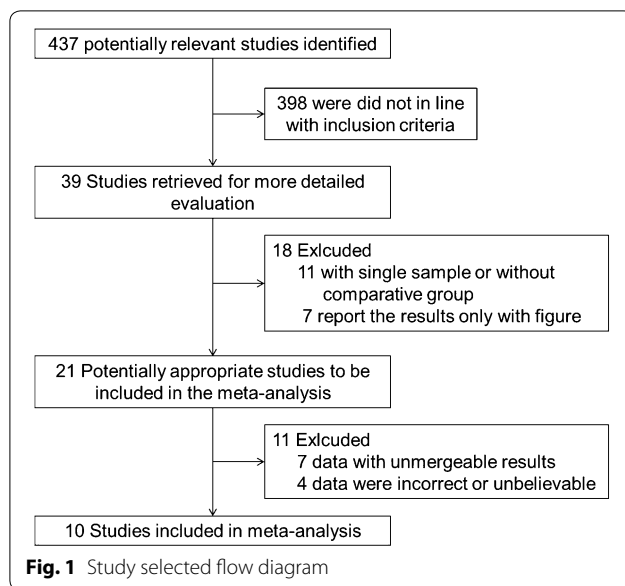 437 potentially relevant studies identified
398 were did not in line
with inclusion criteria
39 Studies retrieved for more detailed
evaluation
18 Exlcuded
11 with single sample or without
comparative group
7 report the results only with figure
21 Potentially appropriate studies to be
included in the meta-analysis
11 Exlcuded
7 data with unmergeable results
4 data were incorrect or unbelievable
10 Studies included in meta-analysis
Fig. 1 Study selected flow diagram